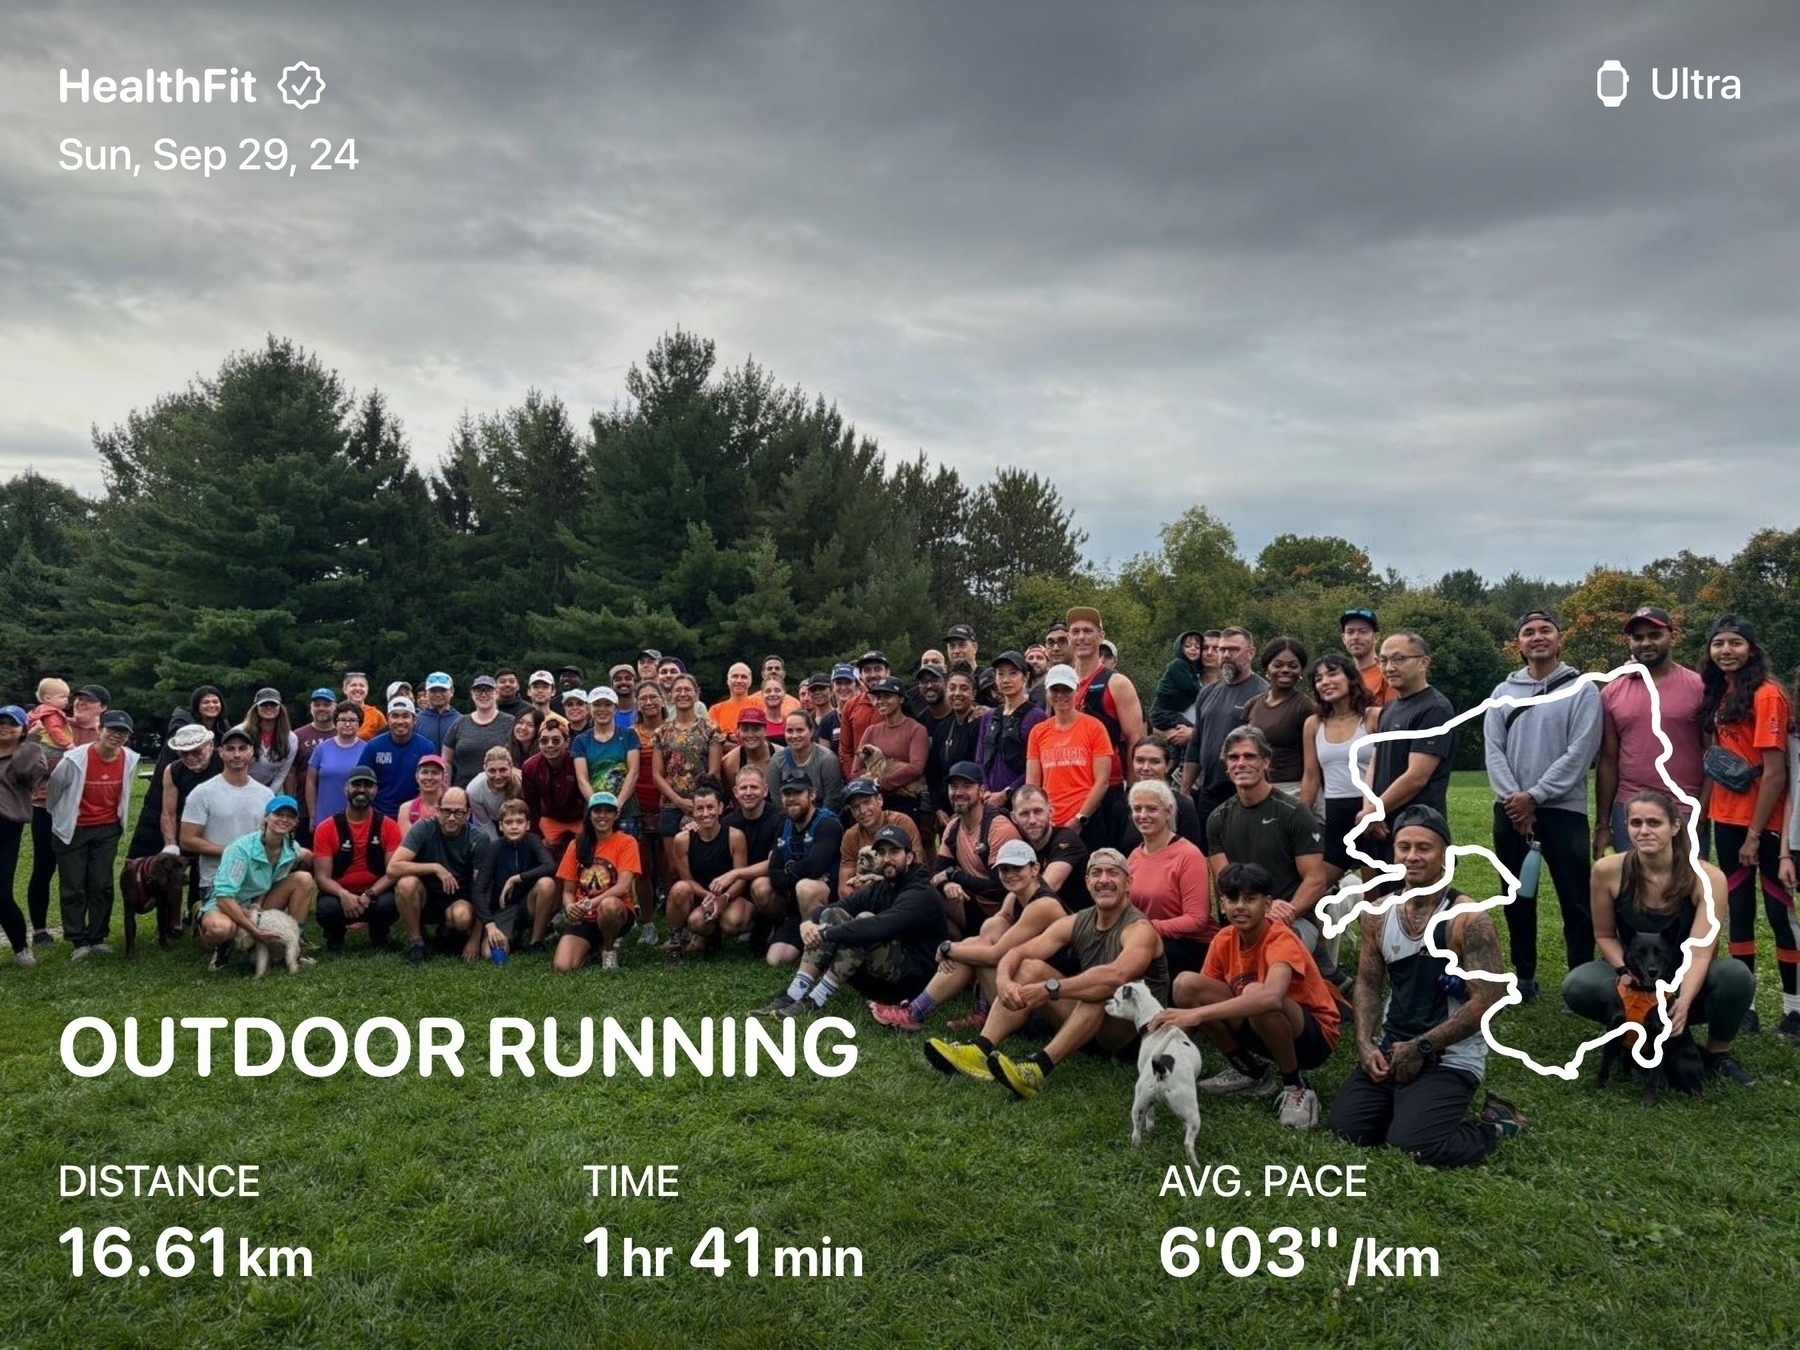 HealthFit
Ultra
Sun, Sep 29, 24
OUTDOOR RUNNING
DISTANCE
TIME
AVG. PACE
16.61km
1hr 41min
6'03"/km